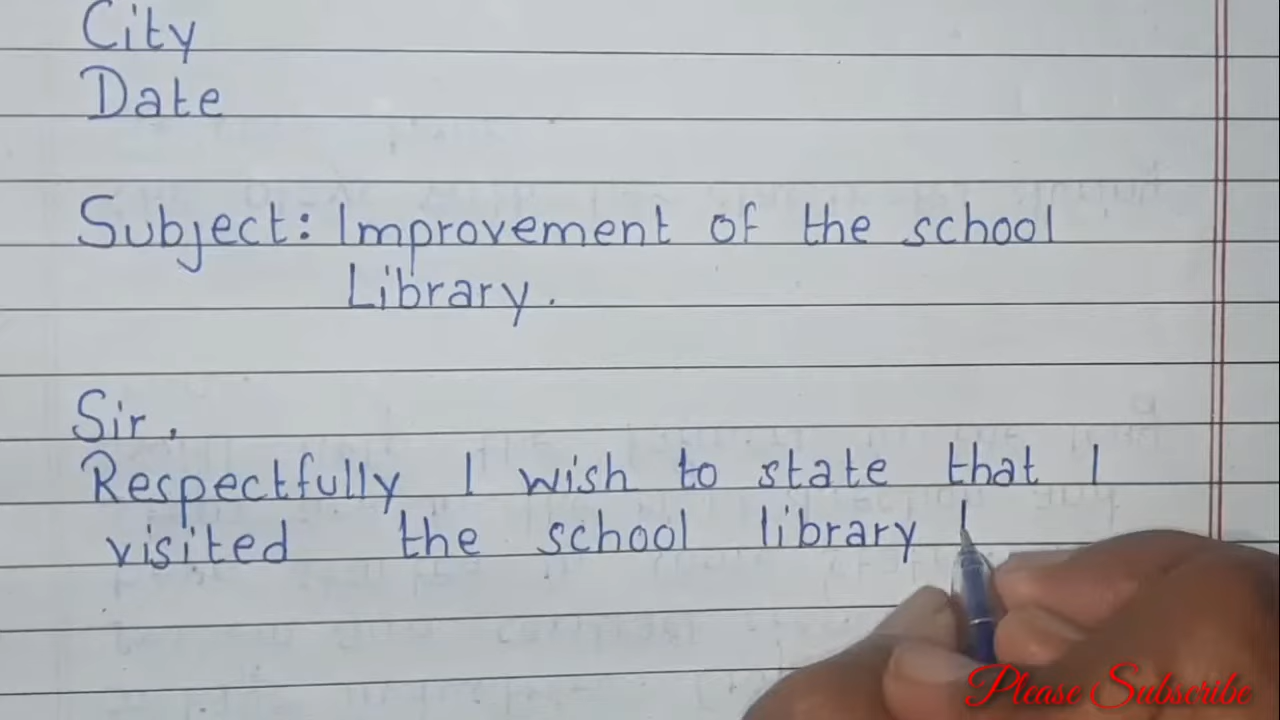 City
Date
Subject: Improvement of the school
Library.
Sir,
Respectfully I wish to state that I
visited the school library
Please Subscribe